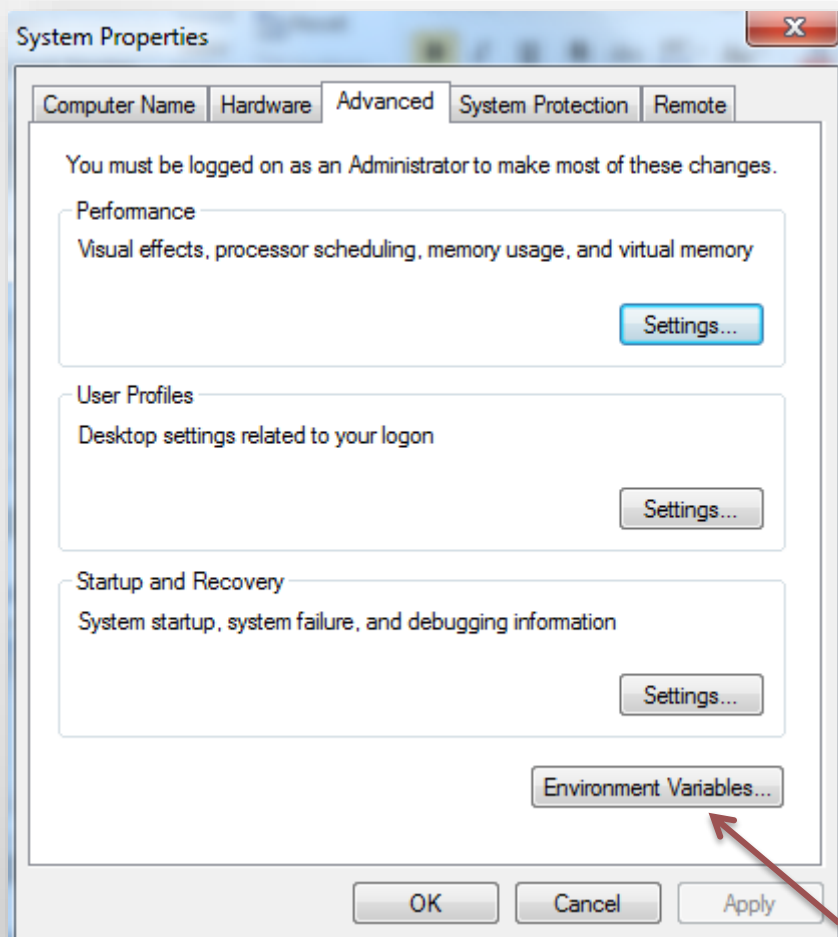 System Properties
Computer Name Hardware Advanced System Protection Remote
You must be logged on as an Administrator to make most of these changes.
Performance
Visual effects, processor scheduling, memory usage, and virtual memory
Settings...
User Profiles
Desktop settings related to your logon
Settings...
Startup and Recovery
System startup, system failure, and debugging information
Settings...
Environment Variables...
OK Cancel Apply